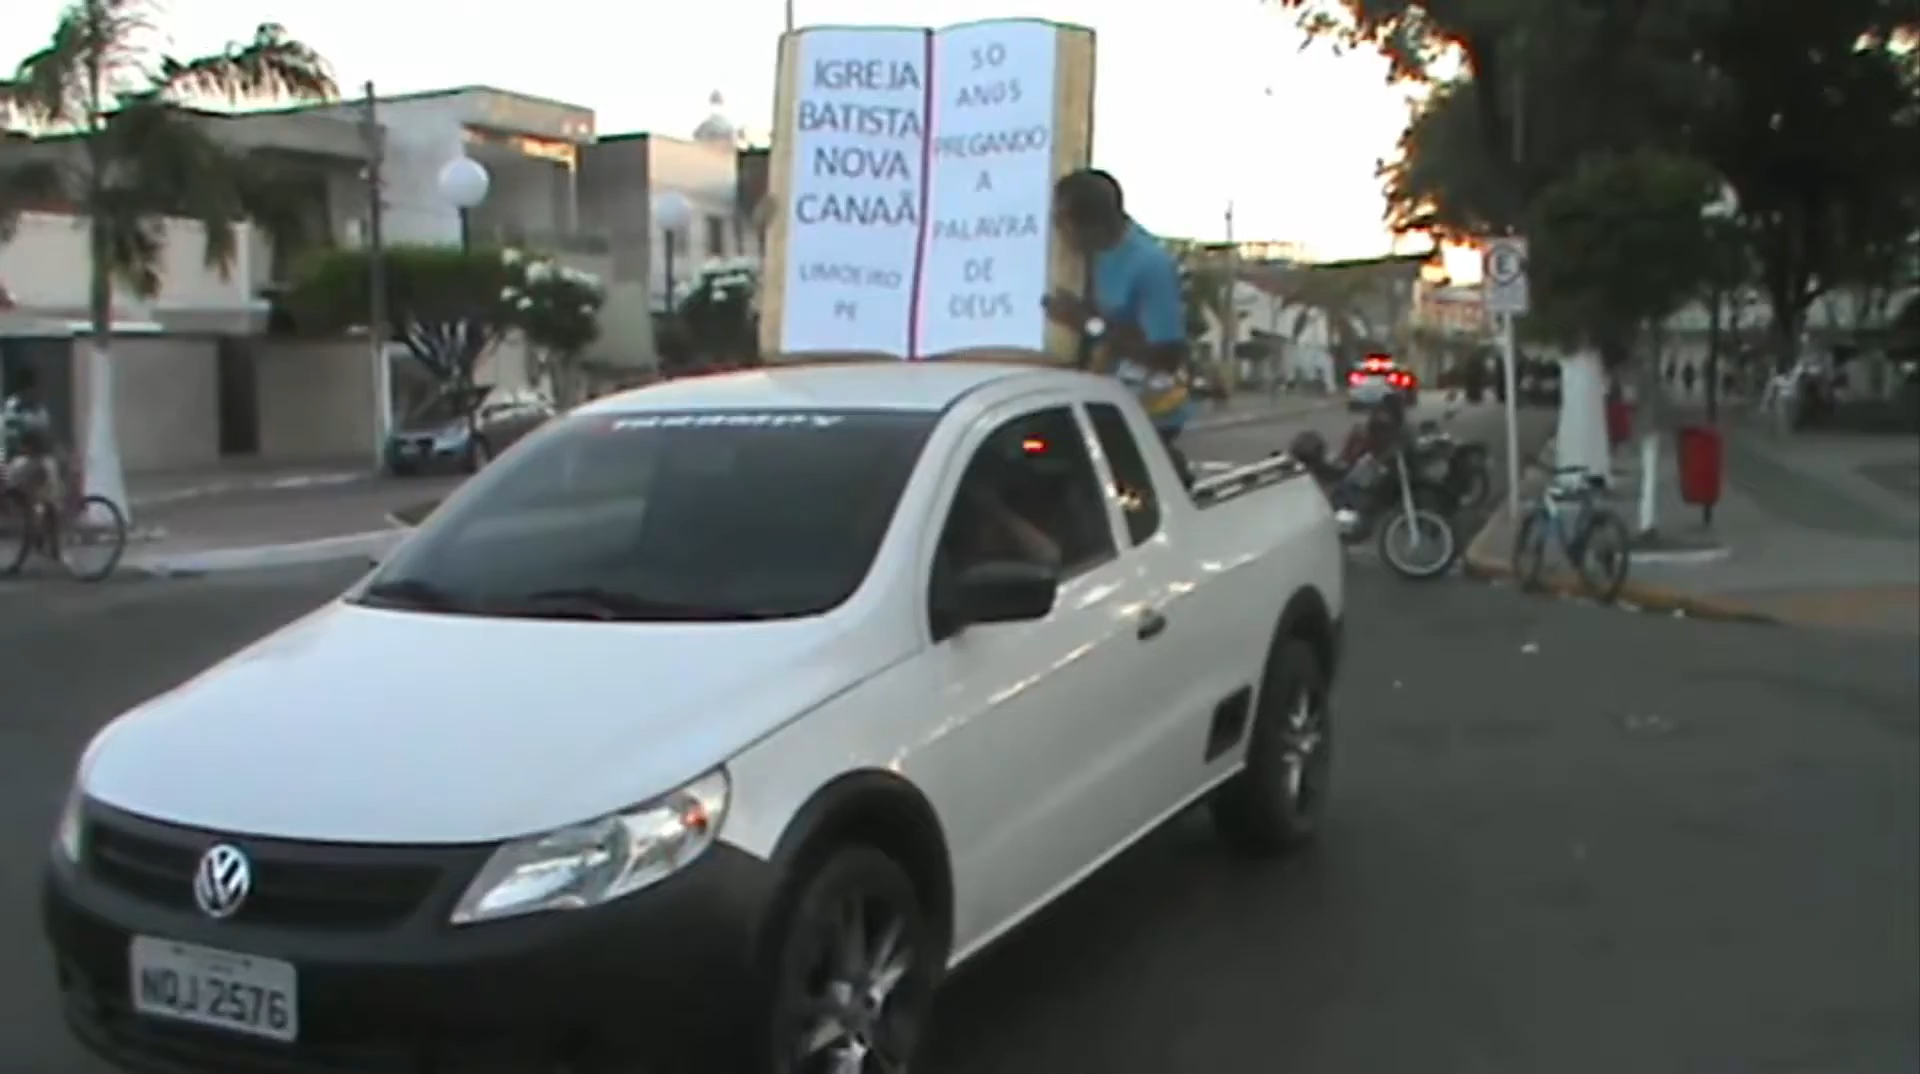 IGREJA
BATISTA
NOVA
CANAÃ
LIMOEIRO
PE
50
ANOS
PREGANDO
A
PALAVRA
DE
DEUS
E
NQJ 2576